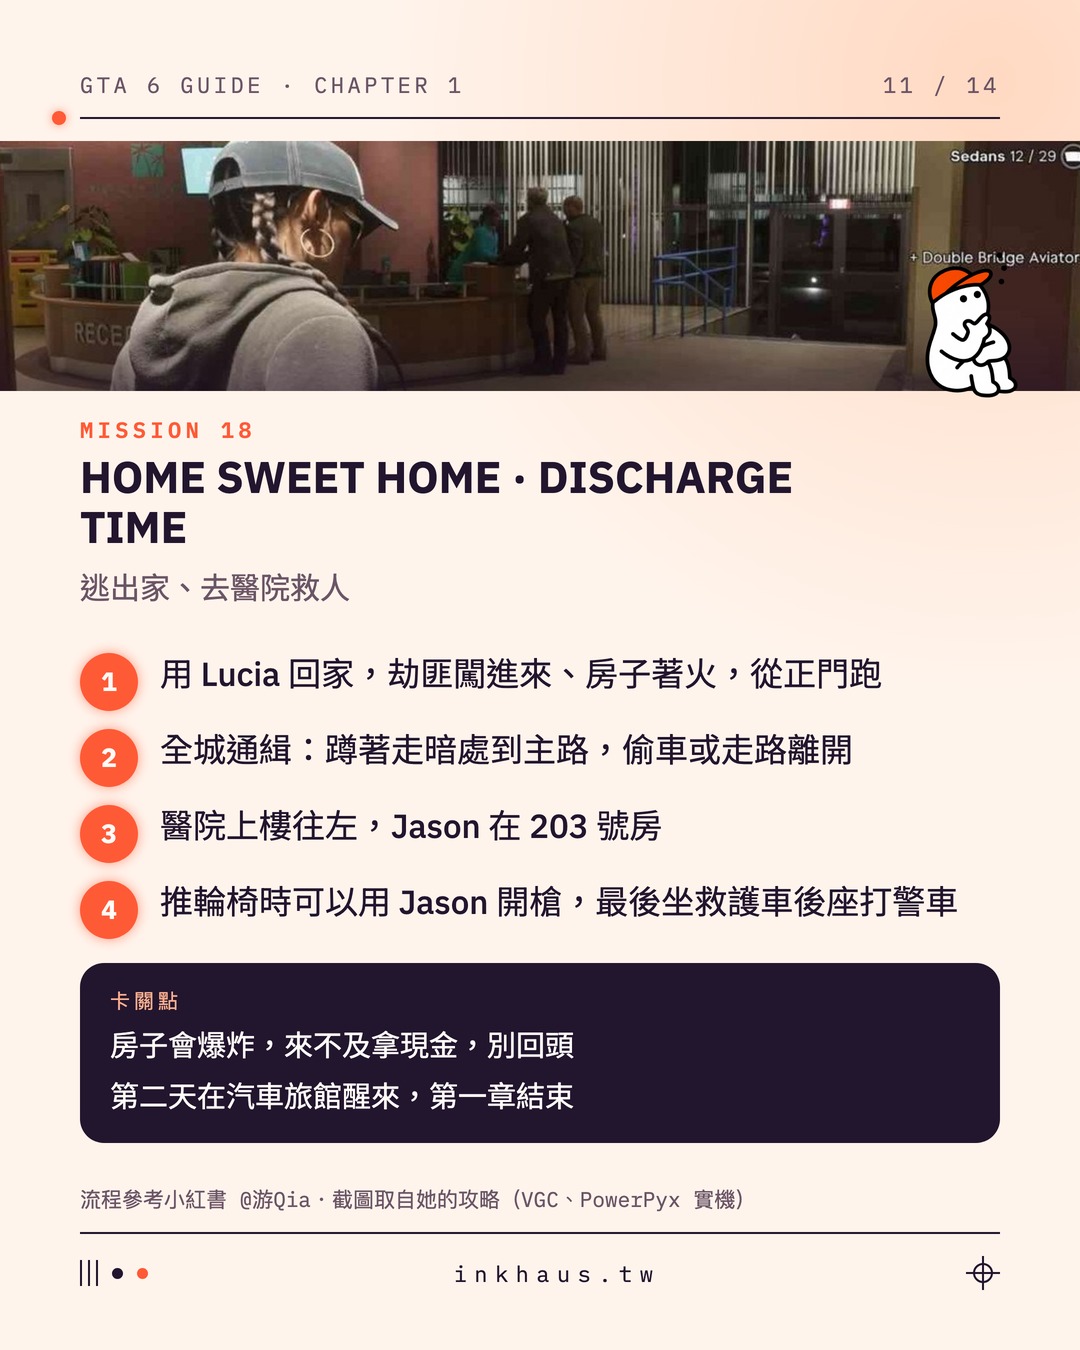 GTA 6 GUIDE · CHAPTER 1
11 / 14
Sedans 12 / 29
+ Double Bridge Aviator
RECEP
MISSION 18
HOME SWEET HOME · DISCHARGE
TIME
逃出家、去醫院救人
1 用 Lucia 回家，劫匪闖進來、房子著火，從正門跑
2 全城通緝：蹲著走暗處到主路，偷車或走路離開
3 醫院上樓往左，Jason 在 203 號房
4 推輪椅時可以用 Jason 開槍，最後坐救護車後座打警車
卡關點
房子會爆炸，來不及拿現金，別回頭
第二天在汽車旅館醒來，第一章結束
流程參考小紅書 @游Qia · 截圖取自她的攻略（VGC、PowerPyx 實機）
inkhaus.tw